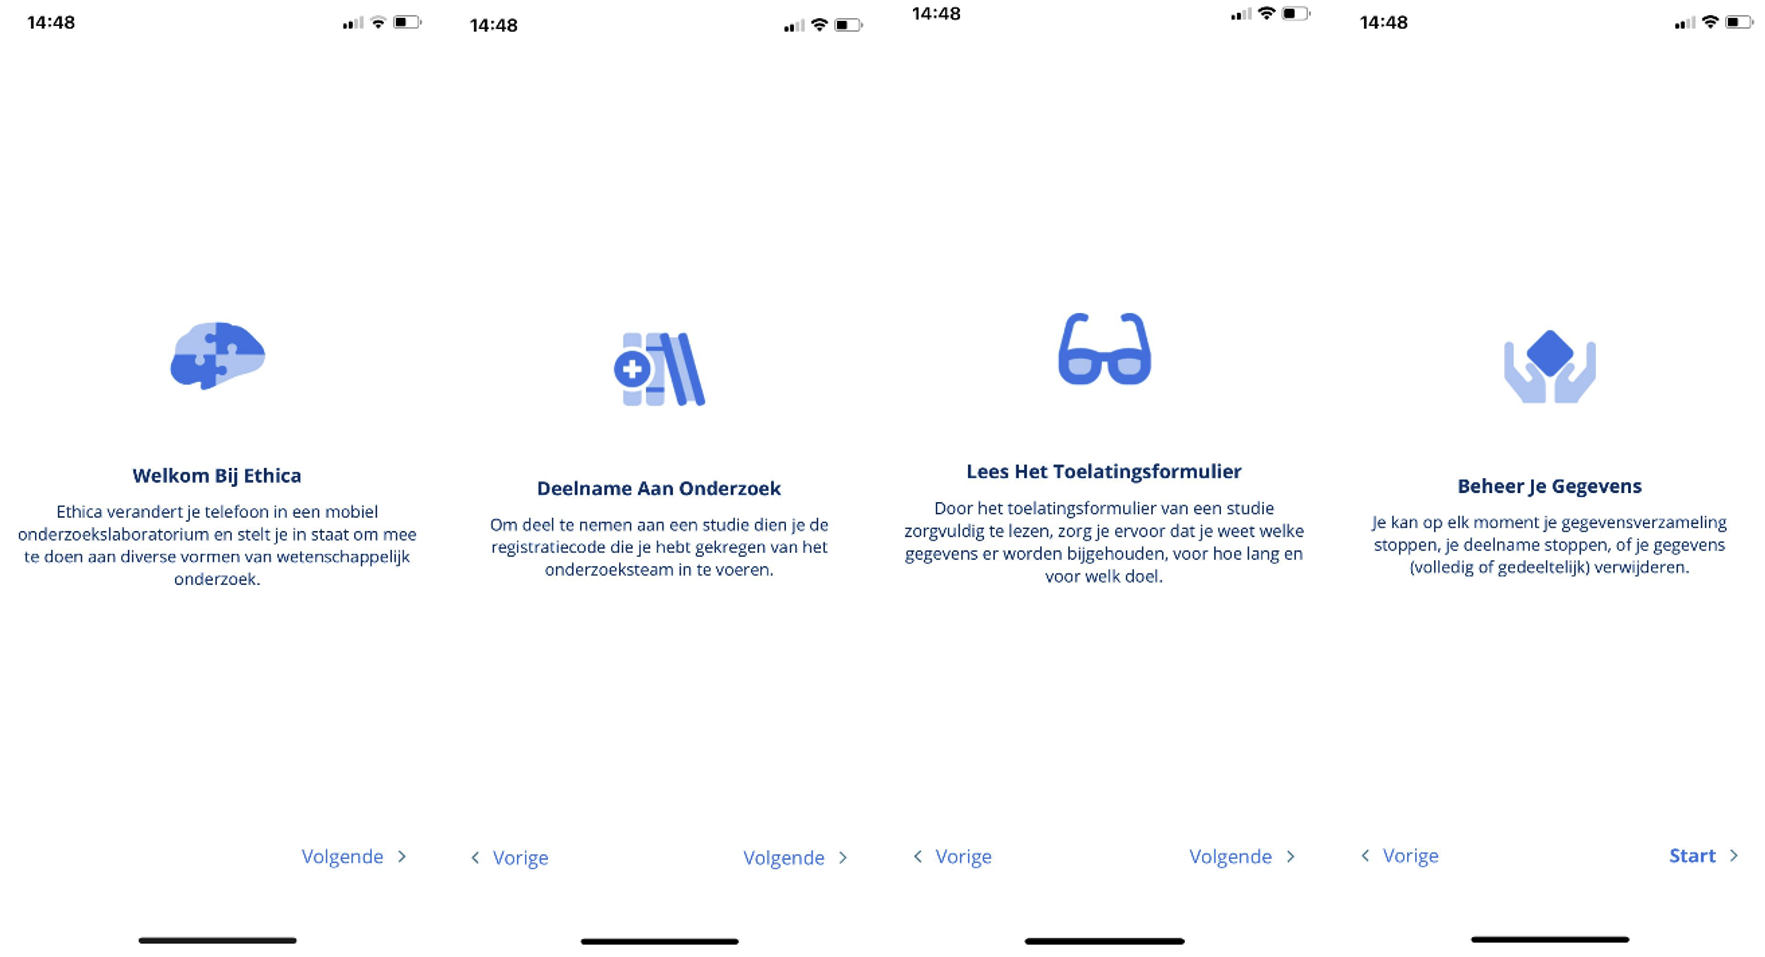 14:48
Welkom Bij Ethica
Ethica verandert je telefoon in een mobiel
onderzoekslaboratorium en stelt je in staat om mee
te doen aan diverse vormen van wetenschappelijk
onderzoek.
Volgende
14:48
Deelname Aan Onderzoek
Om deel te nemen aan een studie dien je de
registratiecode die je hebt gekregen van het
onderzoeksteam in te voeren.
Vorige
Volgende
14:48
Lees Het Toelatingsformulier
Door het toelatingsformulier van een studie
zorgvuldig te lezen, zorg je ervoor dat je weet welke
gegevens er worden bijgehouden, voor hoe lang en
voor welk doel.
Vorige
Volgende
14:48
Beheer Je Gegevens
Je kan op elk moment je gegevensverzameling
stoppen, je deelname stoppen, of je gegevens
(volledig of gedeeltelijk) verwijderen.
Vorige
Start